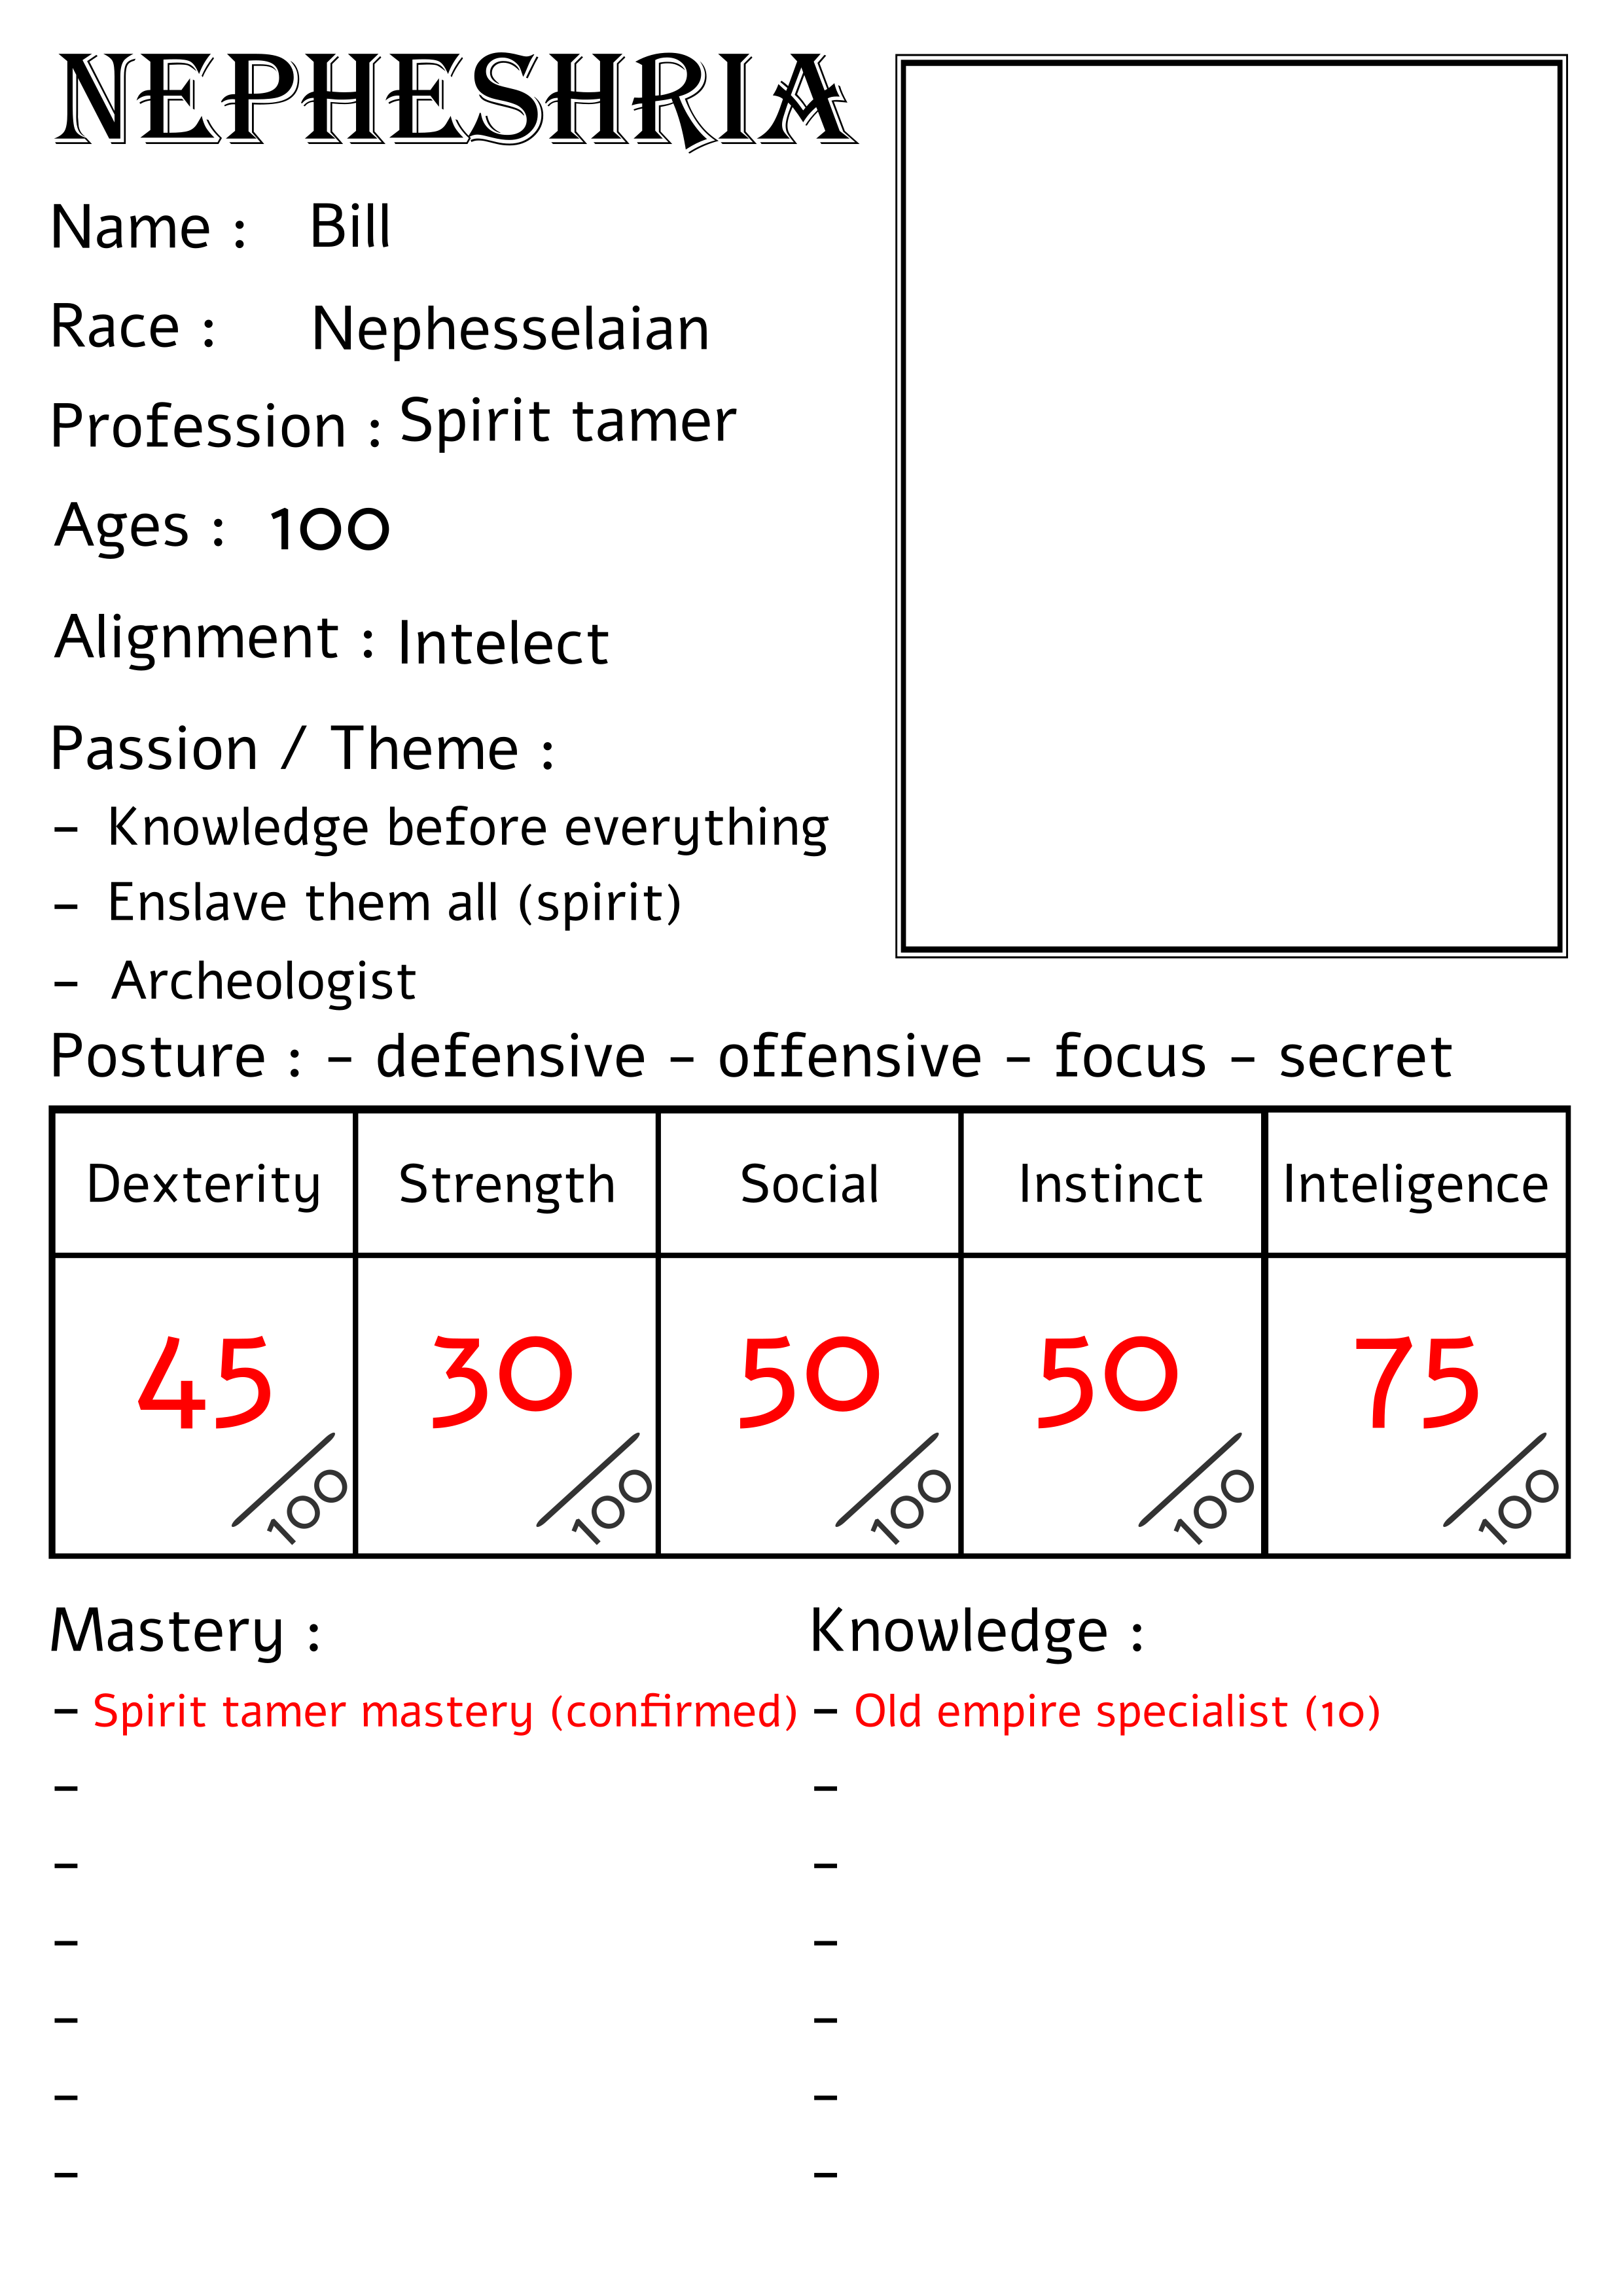 NEPHESHRIA
Name : Bill
Race : Nephesselaian
Profession : Spirit tamer
Ages : 100
Alignment : Intelect
Passion / Theme :
- Knowledge before everything
- Enslave them all (spirit)
- Archeologist
Posture : - defensive - offensive - focus - secret
Dexterity Strength Social Instinct Inteligence
45 30 50 50 75
/100 /100 /100 /100 /100
Mastery : Knowledge :
- Spirit tamer mastery (confirmed) - Old empire specialist (10)
- -
- -
- -
- -
- -
- -